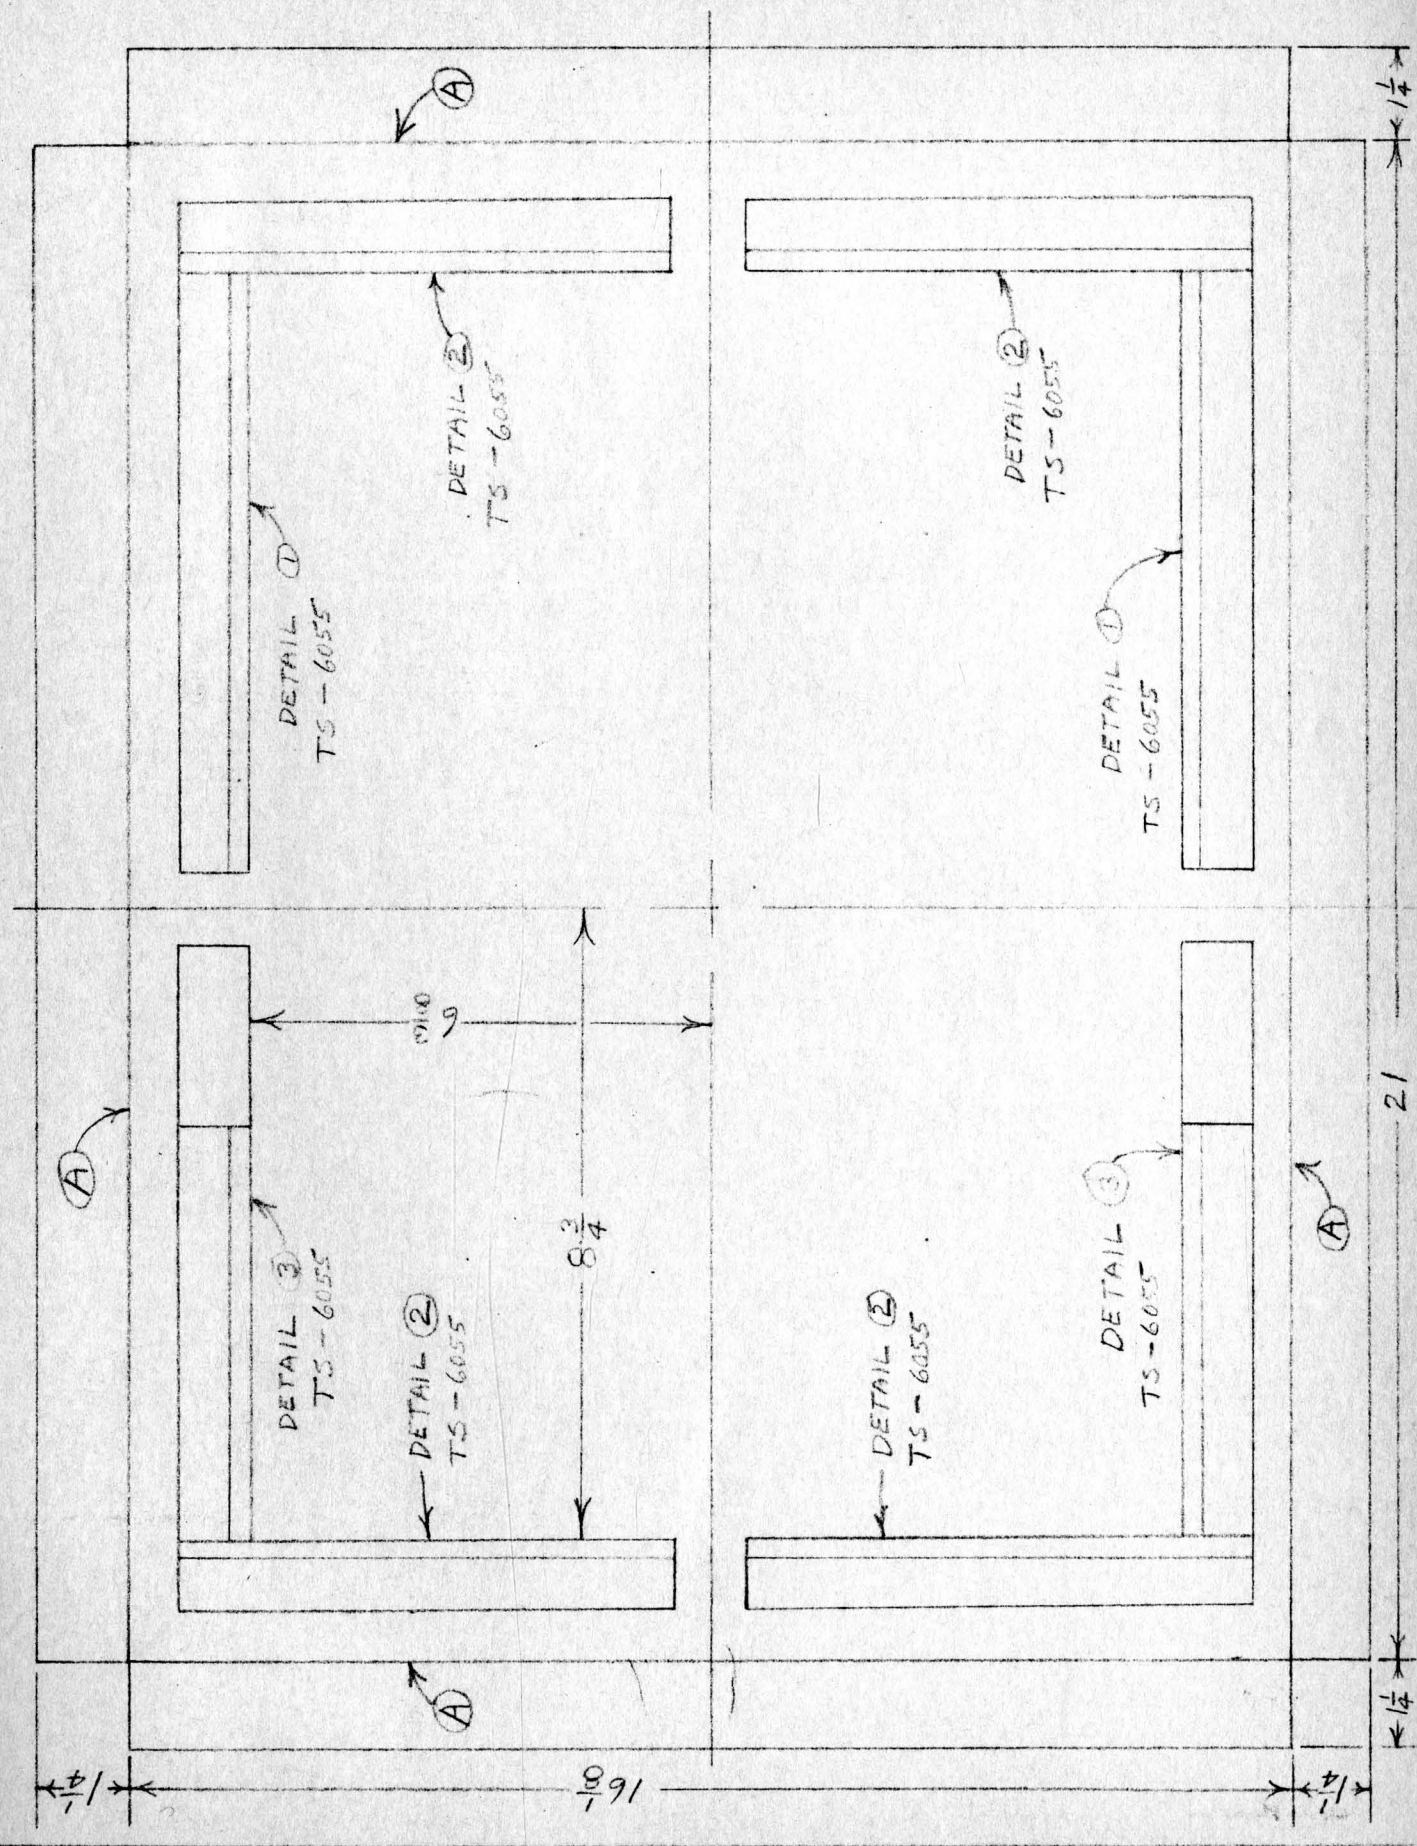 1 1/4
A
DETAIL 2
TS-6055
DETAIL 2
TS-6055
DETAIL 1
TS-6055
DETAIL 1
TS-6055
6 3/8
A
8 3/4
21
DETAIL 3
TS-6055
DETAIL 2
TS-6055
DETAIL 2
TS-6055
DETAIL 3
TS-6055
A
A
1 1/4
1 1/4
16 1/8
1 1/4